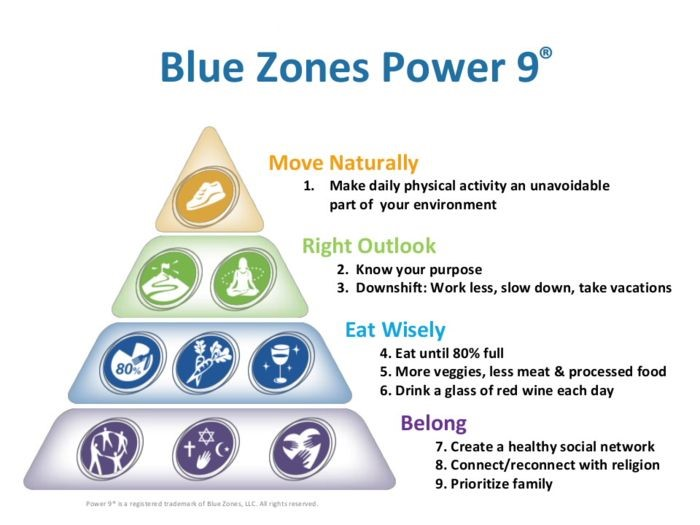 Blue Zones Power 9®
Move Naturally
1. Make daily physical activity an unavoidable
part of your environment
Right Outlook
2. Know your purpose
3. Downshift: Work less, slow down, take vacations
Eat Wisely
80%
4. Eat until 80% full
5. More veggies, less meat & processed food
6. Drink a glass of red wine each day
Belong
7. Create a healthy social network
8. Connect/reconnect with religion
9. Prioritize family
Power 9® is a registered trademark of Blue Zones, LLC. All rights reserved.